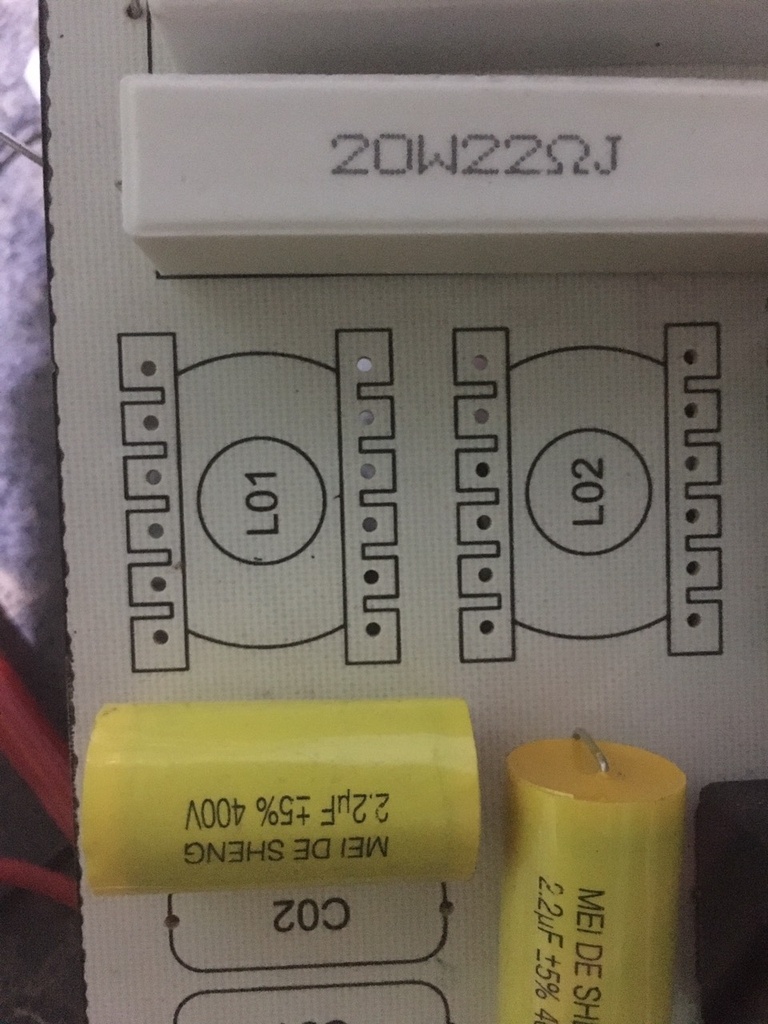 20W22ΩJ
L01
L02
MEI DE SHENG
2.2µF ±5% 400V
C02
MEI DE SH
2.2µF ±5% 4